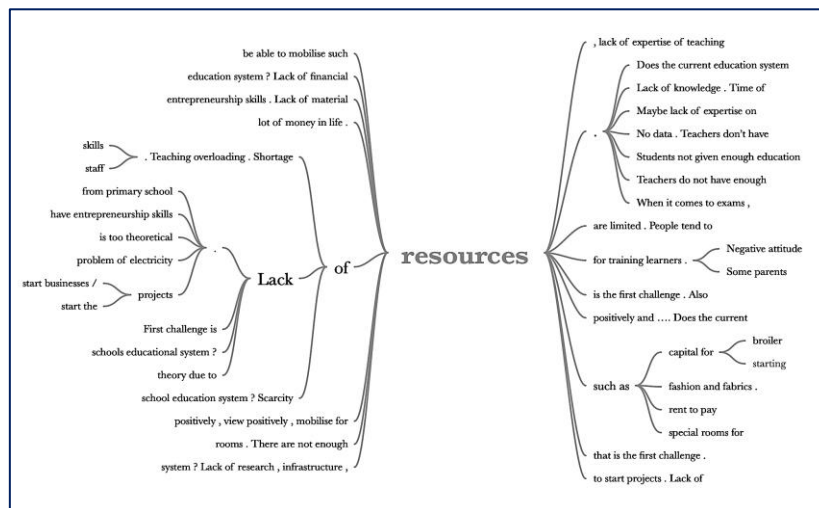 be able to mobilise such
education system ? Lack of financial
entrepreneurship skills . Lack of material
lot of money in life .
skills
staff
. Teaching overloading . Shortage
from primary school
have entrepreneurship skills
is too theoretical
problem of electricity
start businesses /
start the
projects
.
First challenge is
schools educational system ?
theory due to
Lack
school education system ? Scarcity
of
positively , view positively , mobilise for
rooms . There are not enough
system ? Lack of research , infrastructure ,
resources
, lack of expertise of teaching
.
Does the current education system
Lack of knowledge . Time of
Maybe lack of expertise on
No data . Teachers don't have
Students not given enough education
Teachers do not have enough
When it comes to exams ,
are limited . People tend to
for training learners .
Negative attitude
Some parents
is the first challenge . Also
positively and .... Does the current
such as
capital for
broiler
starting
fashion and fabrics .
rent to pay
special rooms for
that is the first challenge .
to start projects . Lack of